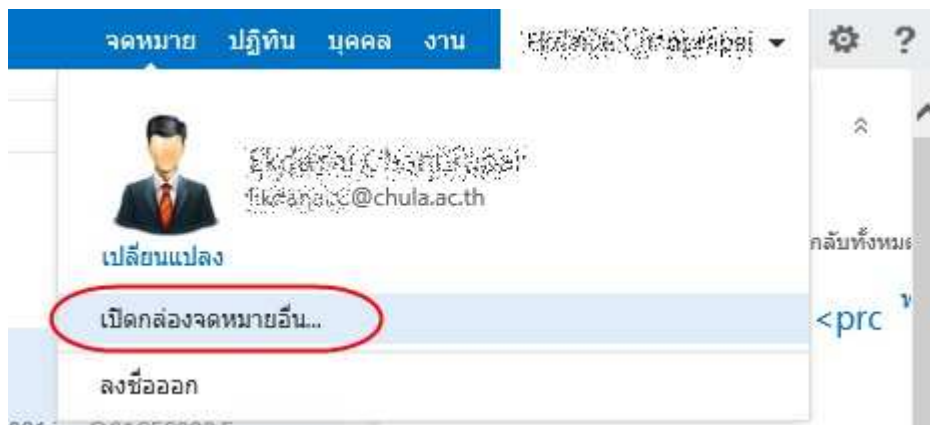 จดหมาย ปฏิทิน บุคคล งาน ?
@chula.ac.th
เปลี่ยนแปลง
กลับทั้งหมด
เปิดกล่องจดหมายอื่น...
<prc
ลงชื่อออก